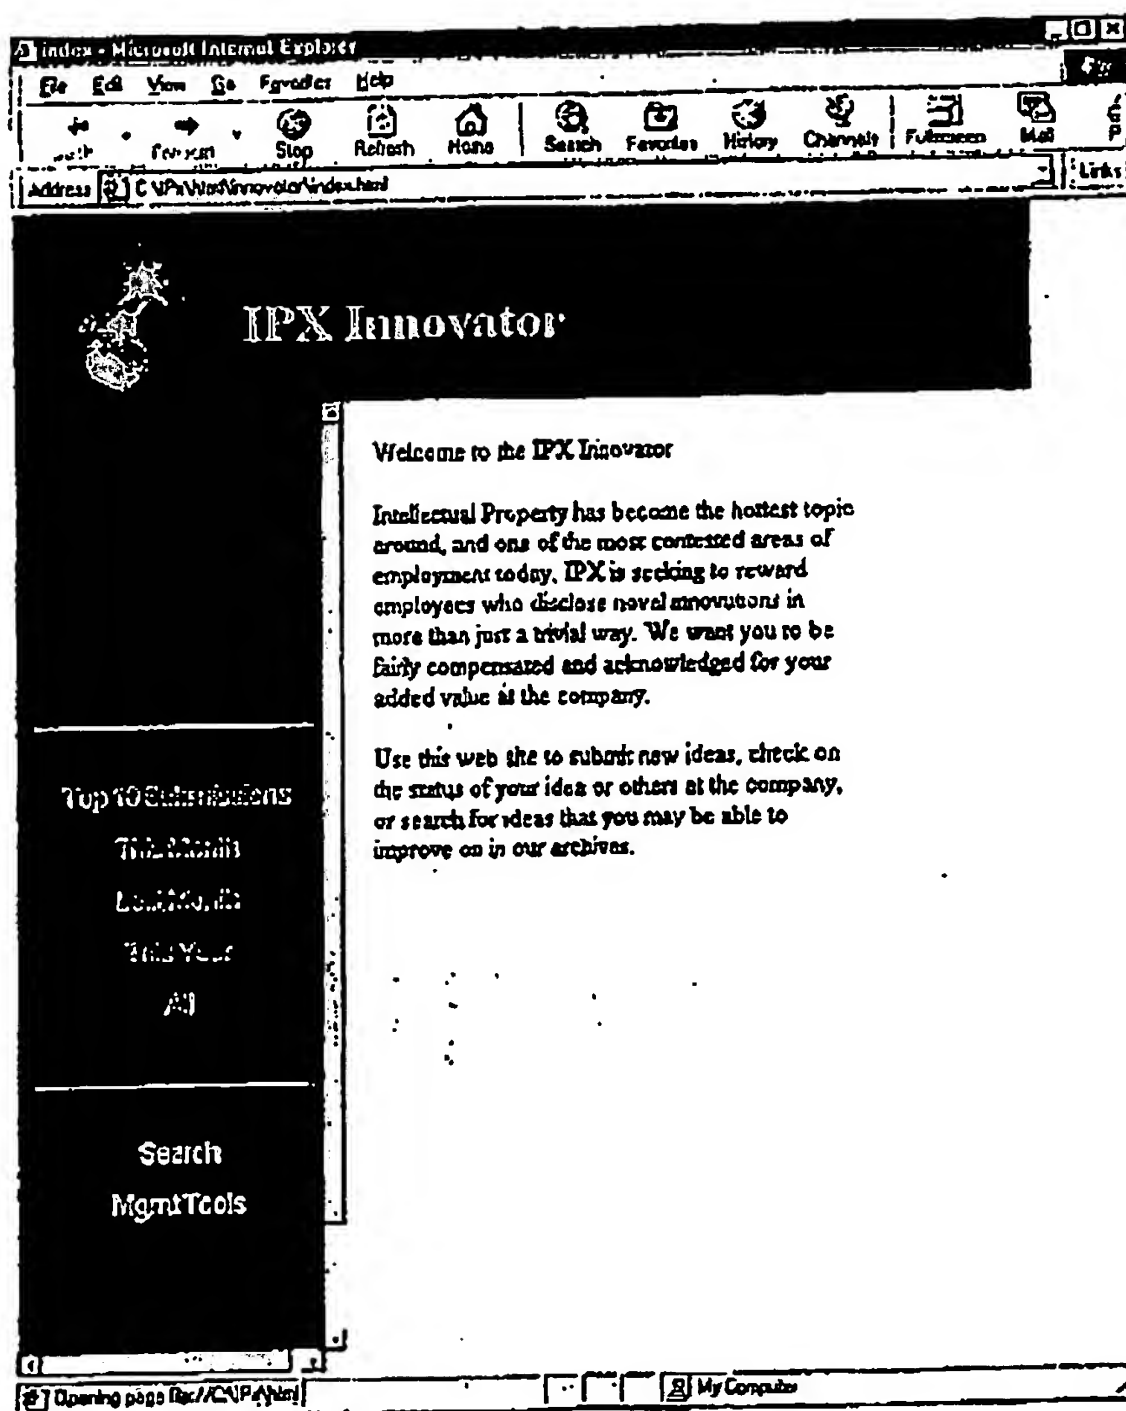 index - Microsoft Internet Explorer
File Edit View Go Favorites Help
Stop Refresh Home Search Favorites History Channels Fullscreen Mail
Address Links
IPX Innovator
Welcome to the IPX Innovator
Intellectual Property has become the hottest topic
around, and one of the most contested areas of
employment today. IPX is seeking to reward
employees who disclose novel innovations in
more than just a trivial way. We want you to be
fairly compensated and acknowledged for your
added value at the company.
Use this web site to submit new ideas, check on
the status of your idea or others at the company,
or search for ideas that you may be able to
improve on in our archives.
Top 10 Submissions
This Month
Last Month
This Year
All
Search
Mgmt Tools
Opening page
My Computer